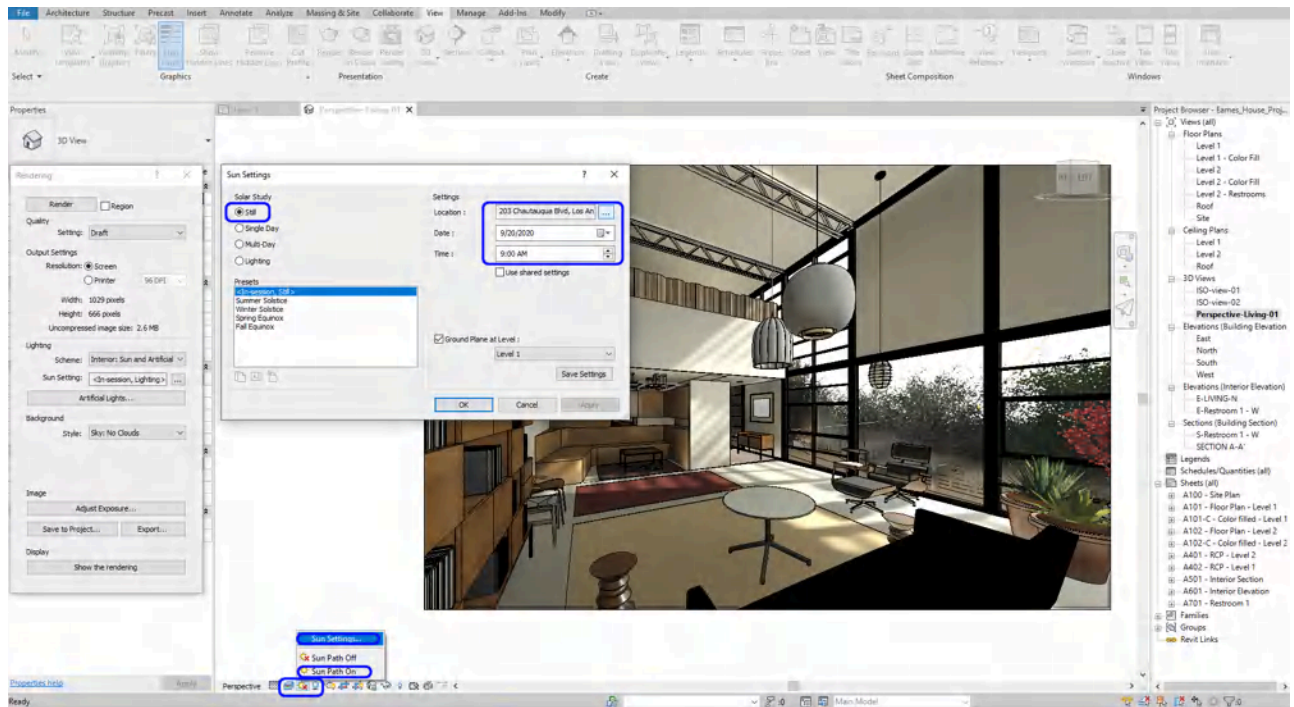 File Architecture Structure Precast Insert Annotate Analyze Massing & Site Collaborate View Manage Add-Ins Modify
Select Graphics Presentation Create Sheet Composition Windows
Properties
3D View
Perspective-Living-01
Rendering
Render
Region
Quality
Setting: Draft
Output Settings
Resolution: Screen
Printer 96 DPI
Width: 1029 pixels
Height: 666 pixels
Uncompressed image size: 2.6 MB
Lighting
Scheme: Interior: Sun and Artificial
Sun Setting: <In-session, Lighting> ...
Artificial Lights...
Background
Style: Sky: No Clouds
Image
Adjust Exposure...
Save to Project... Export...
Display
Show the rendering
Properties help Apply
Sun Settings
Solar Study
Still
Single Day
Multi-Day
Lighting
Presets
<In-session, Still>
Summer Solstice
Winter Solstice
Spring Equinox
Fall Equinox
Settings
Location : 203 Chautauqua Blvd, Los An ...
Date : 9/20/2020
Time : 9:00 AM
Use shared settings
Ground Plane at Level :
Level 1
Save Settings
OK Cancel Apply
Sun Settings...
Sun Path Off
Sun Path On
Perspective
Ready
Main Model
Project Browser - Eames_House_Proj...
Views (all)
Floor Plans
Level 1
Level 1 - Color Fill
Level 2
Level 2 - Color Fill
Level 2 - Restrooms
Roof
Site
Ceiling Plans
Level 1
Level 2
Roof
3D Views
ISO-view-01
ISO-view-02
Perspective-Living-01
Elevations (Building Elevation
East
North
South
West
Elevations (Interior Elevation)
E-LIVING-N
E-Restroom 1 - W
Sections (Building Section)
S-Restroom 1 - W
SECTION A-A'
Legends
Schedules/Quantities (all)
Sheets (all)
A100 - Site Plan
A101 - Floor Plan - Level 1
A101-C - Color filled - Level 1
A102 - Floor Plan - Level 2
A102-C - Color filled - Level 2
A401 - RCP - Level 2
A402 - RCP - Level 1
A501 - Interior Section
A601 - Interior Elevation
A701 - Restroom 1
Families
Groups
Revit Links